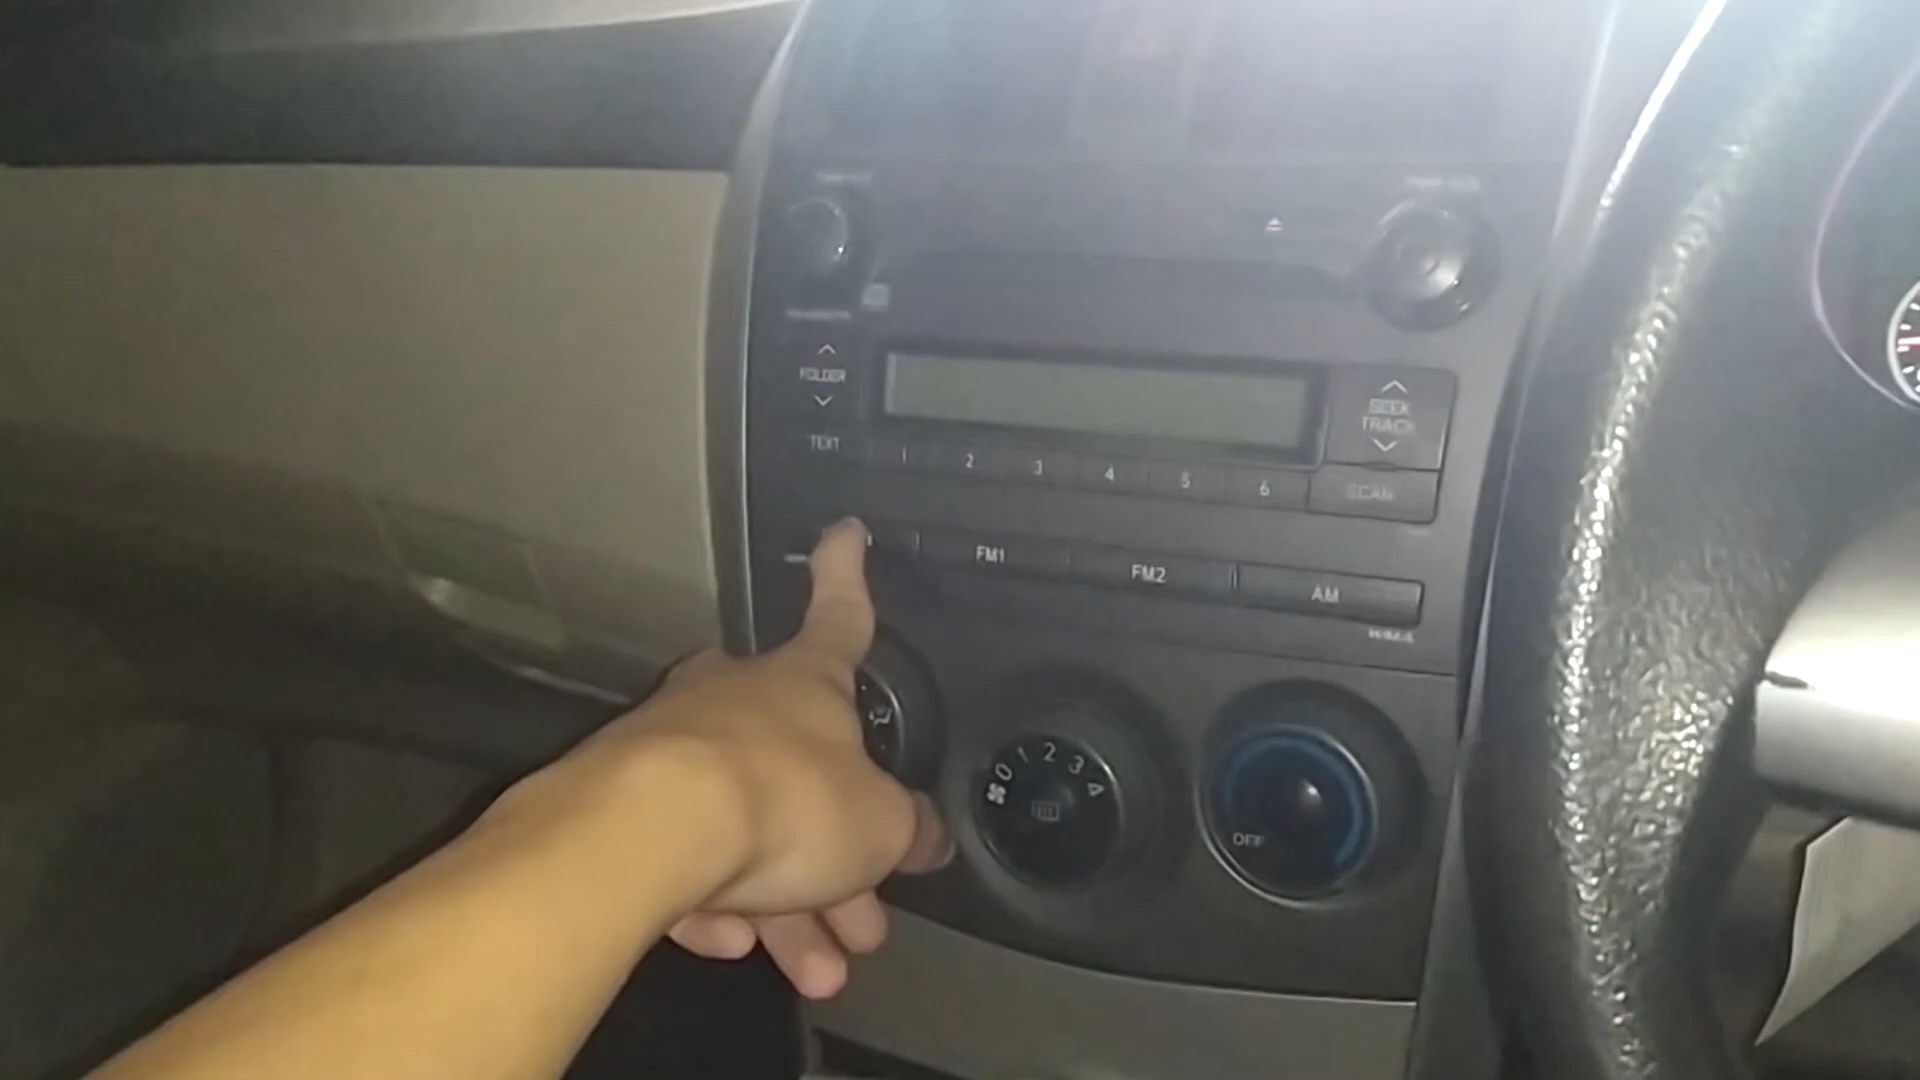 FOLDER
SEEK
TRACK
TEXT
1 2 3 4 5 6
SCAN
FM1
FM2
AM
0 1 2 3 4
OFF